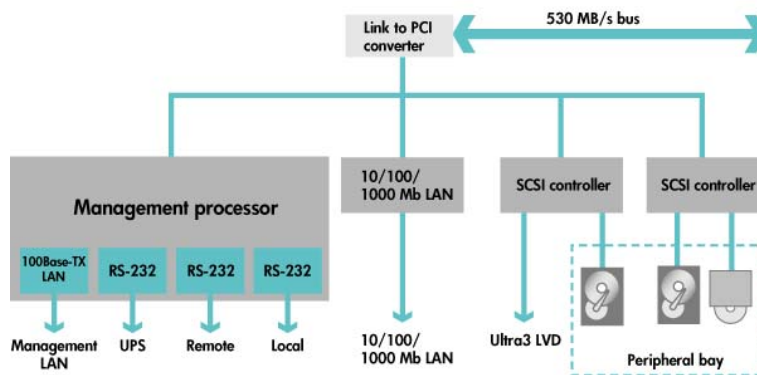 Link to PCI
converter
530 MB/s bus
Management processor
100Base-TX
LAN
RS-232
RS-232
RS-232
10/100/
1000 Mb LAN
SCSI controller
SCSI controller
Management
LAN
UPS
Remote
Local
10/100/
1000 Mb LAN
Ultra3 LVD
Peripheral bay